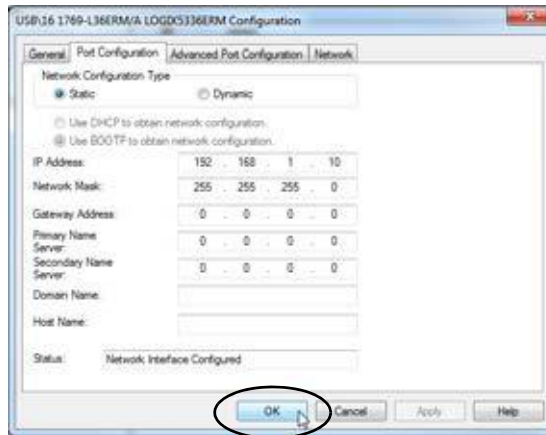 USB\16 1769-L36ERM/A LOGIX5336ERM Configuration
General Port Configuration Advanced Port Configuration Network
Network Configuration Type
Static Dynamic
Use DHCP to obtain network configuration.
Use BOOTP to obtain network configuration.
IP Address: 192 . 168 . 1 . 10
Network Mask: 255 . 255 . 255 . 0
Gateway Address: 0 . 0 . 0 . 0
Primary Name
Server: 0 . 0 . 0 . 0
Secondary Name
Server: 0 . 0 . 0 . 0
Domain Name:
Host Name:
Status: Network Interface Configured
OK Cancel Apply Help